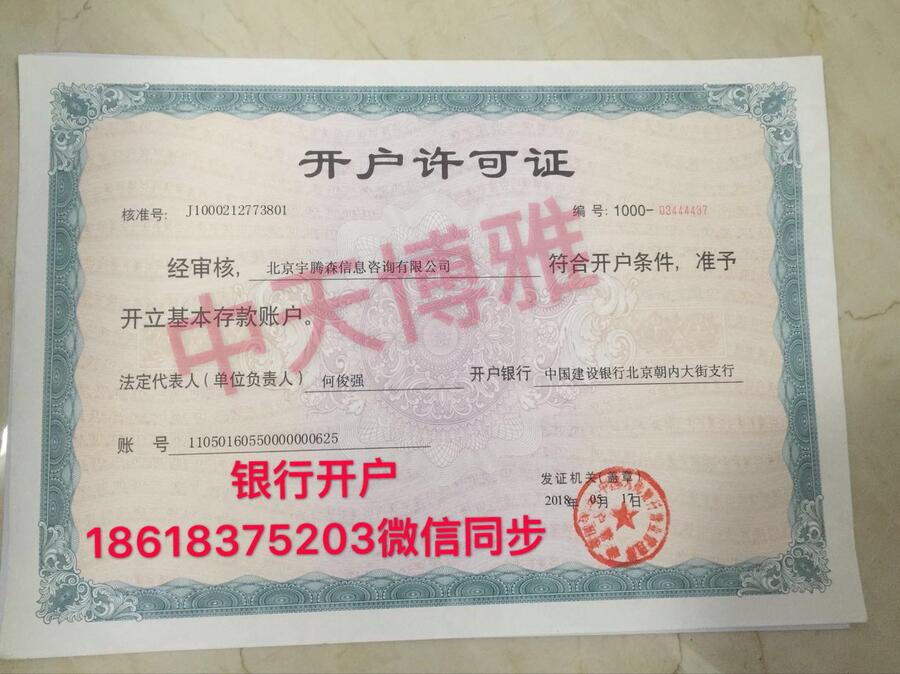 开户许可证
核准号: J1000212773801
编 号: 1000- 03444437
经审核, 北京宇腾森信息咨询有限公司 符合开户条件, 准予
开立基本存款账户。
中天博雅
法定代表人(单位负责人) 何俊强 开户银行 中国建设银行北京朝内大街支行
账 号 11050160550000000625
发证机关(盖章)
2018年 05月 17日
银行开户
18618375203微信同步